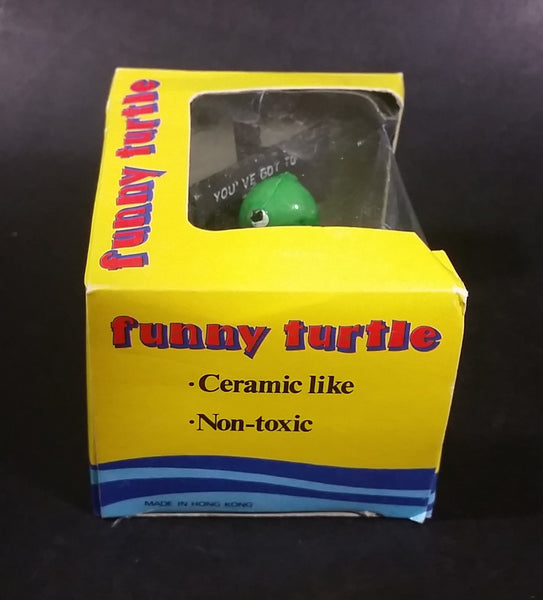 funny turtle
YOU'VE GOT TO
funny turtle
·Ceramic like
·Non-toxic
MADE IN HONG KONG